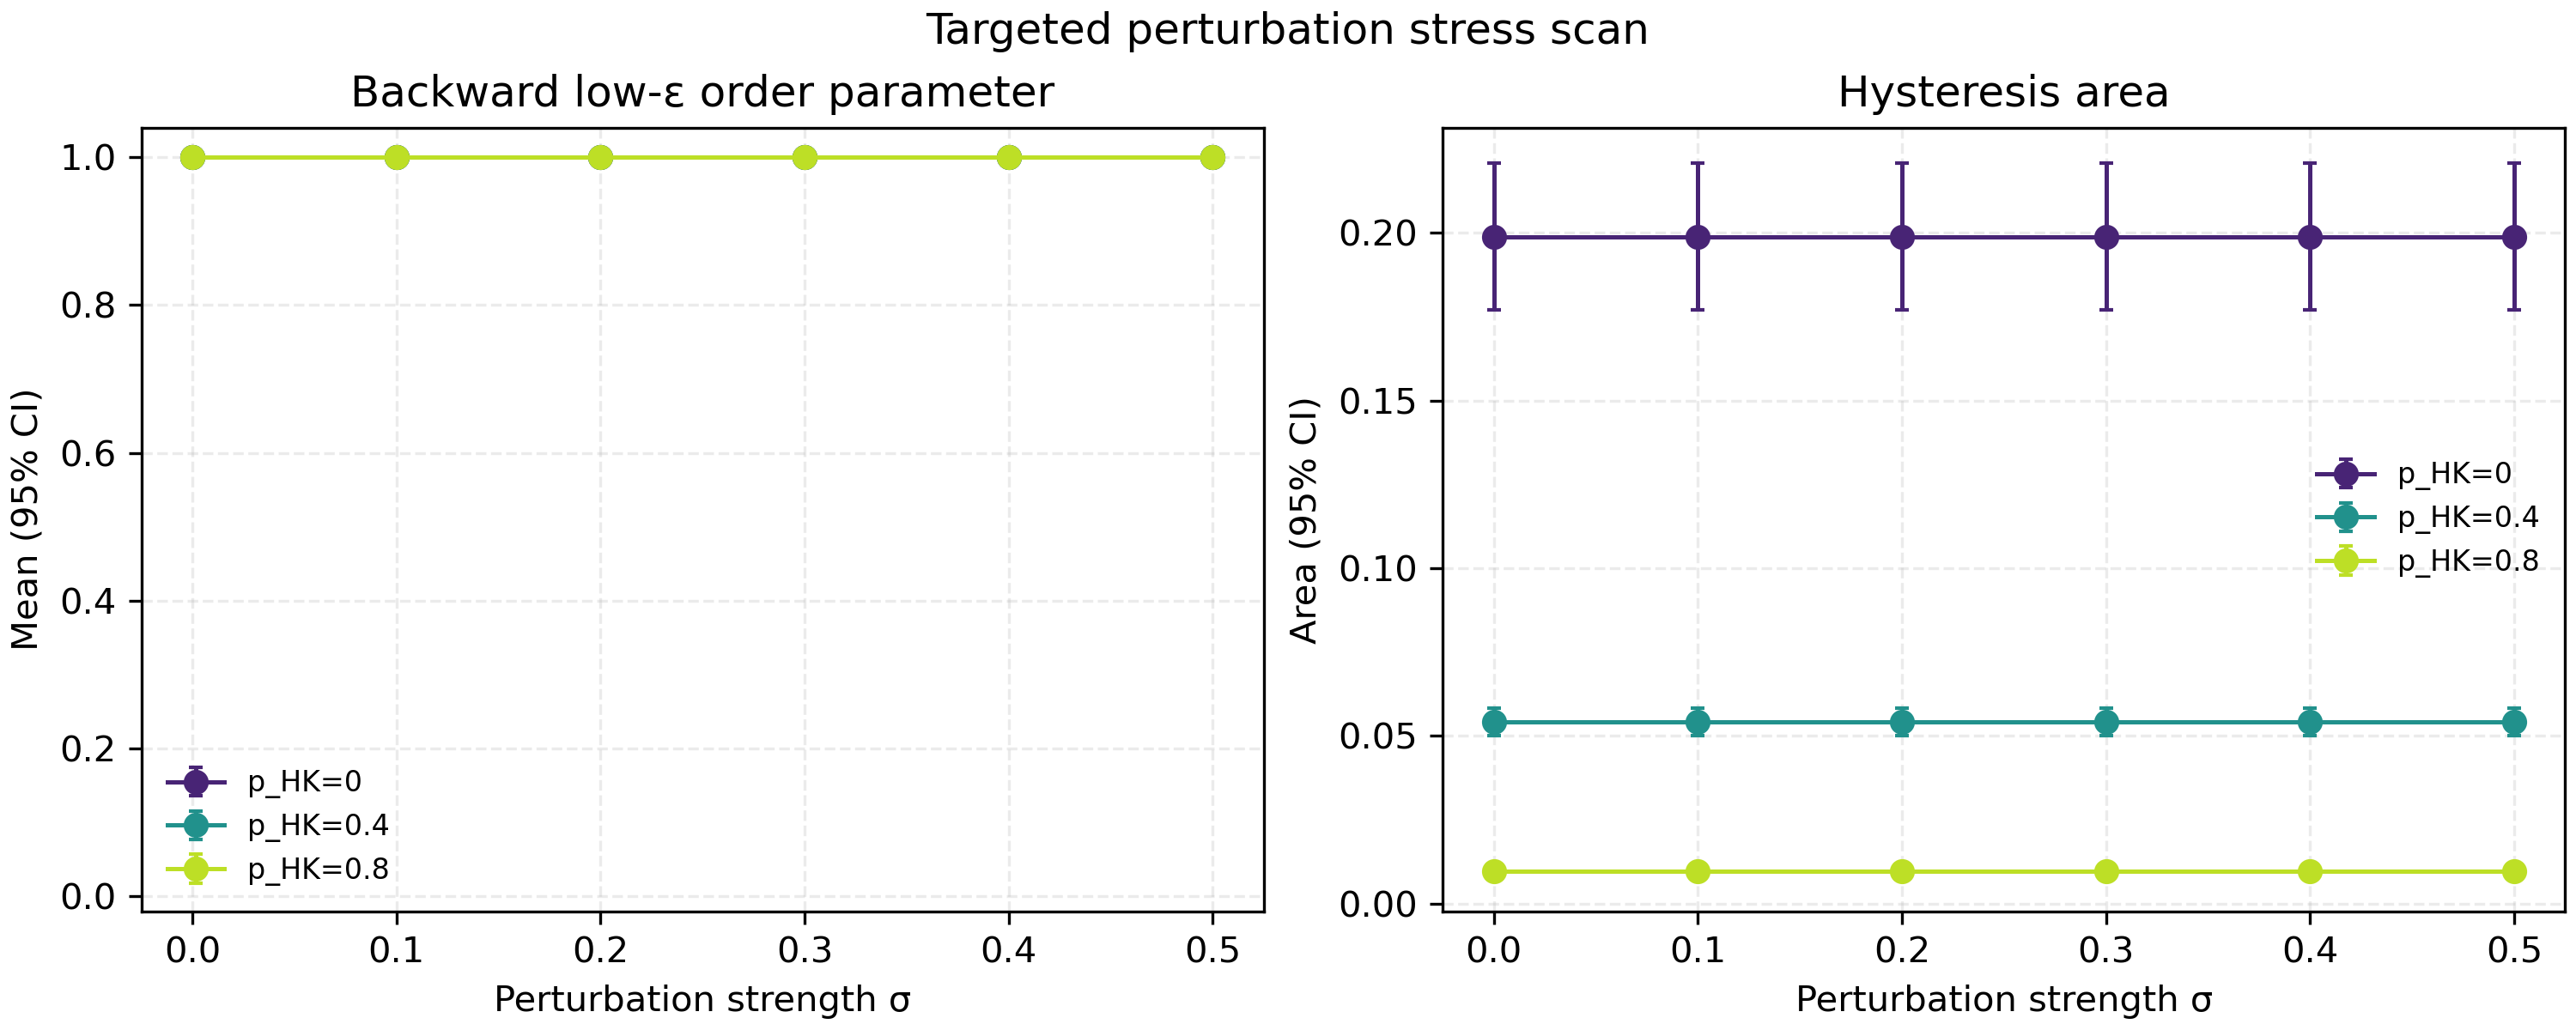 Targeted perturbation stress scan
Backward low-ε order parameter
Mean (95% CI)
1.0
0.8
0.6
0.4
0.2
0.0
p_HK=0
p_HK=0.4
p_HK=0.8
0.0 0.1 0.2 0.3 0.4 0.5
Perturbation strength σ
Hysteresis area
Area (95% CI)
0.20
0.15
0.10
0.05
0.00
p_HK=0
p_HK=0.4
p_HK=0.8
0.0 0.1 0.2 0.3 0.4 0.5
Perturbation strength σ